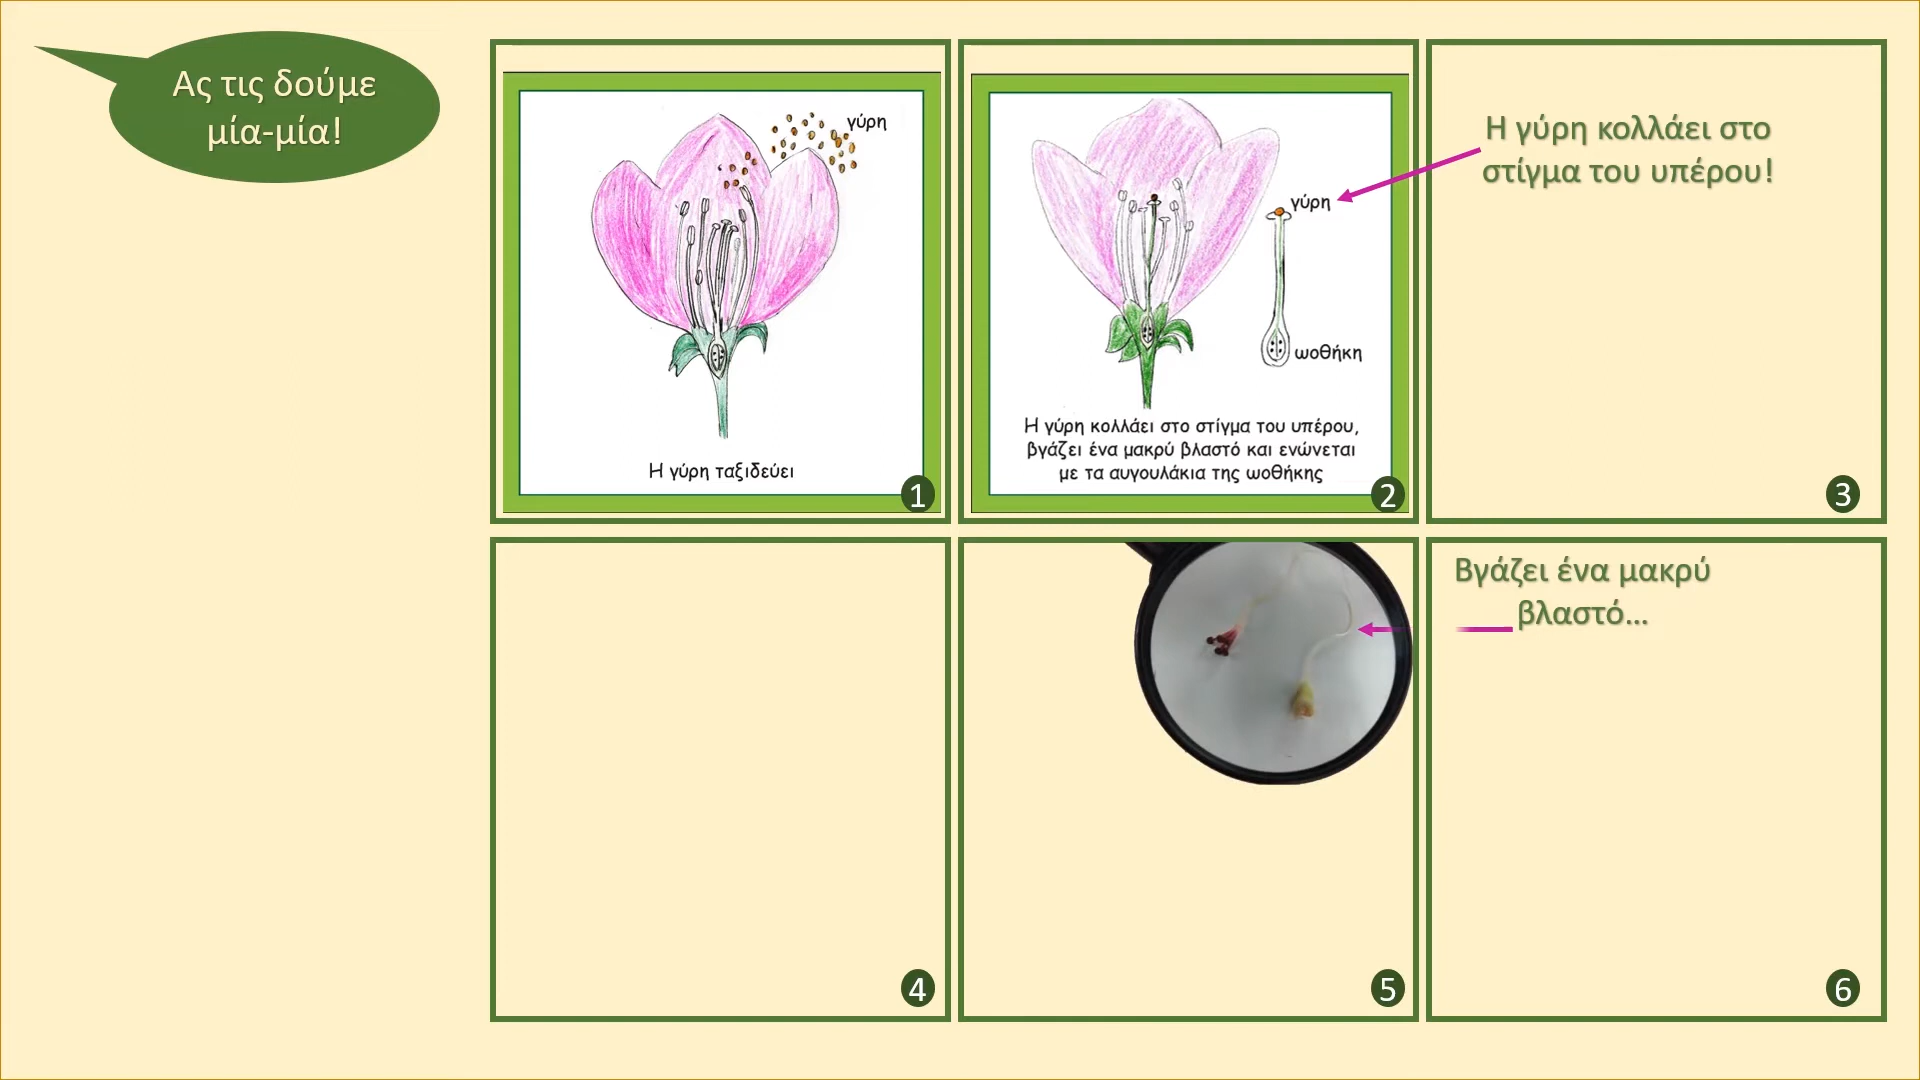 Ας τις δούμε
μία-μία!
γύρη
Η γύρη ταξιδεύει
1
γύρη
ωοθήκη
Η γύρη κολλάει στο στίγμα του υπέρου,
βγάζει ένα μακρύ βλαστό και ενώνεται
με τα αυγουλάκια της ωοθήκης
2
Η γύρη κολλάει στο
στίγμα του υπέρου!
3
4
5
Βγάζει ένα μακρύ
βλαστό...
6